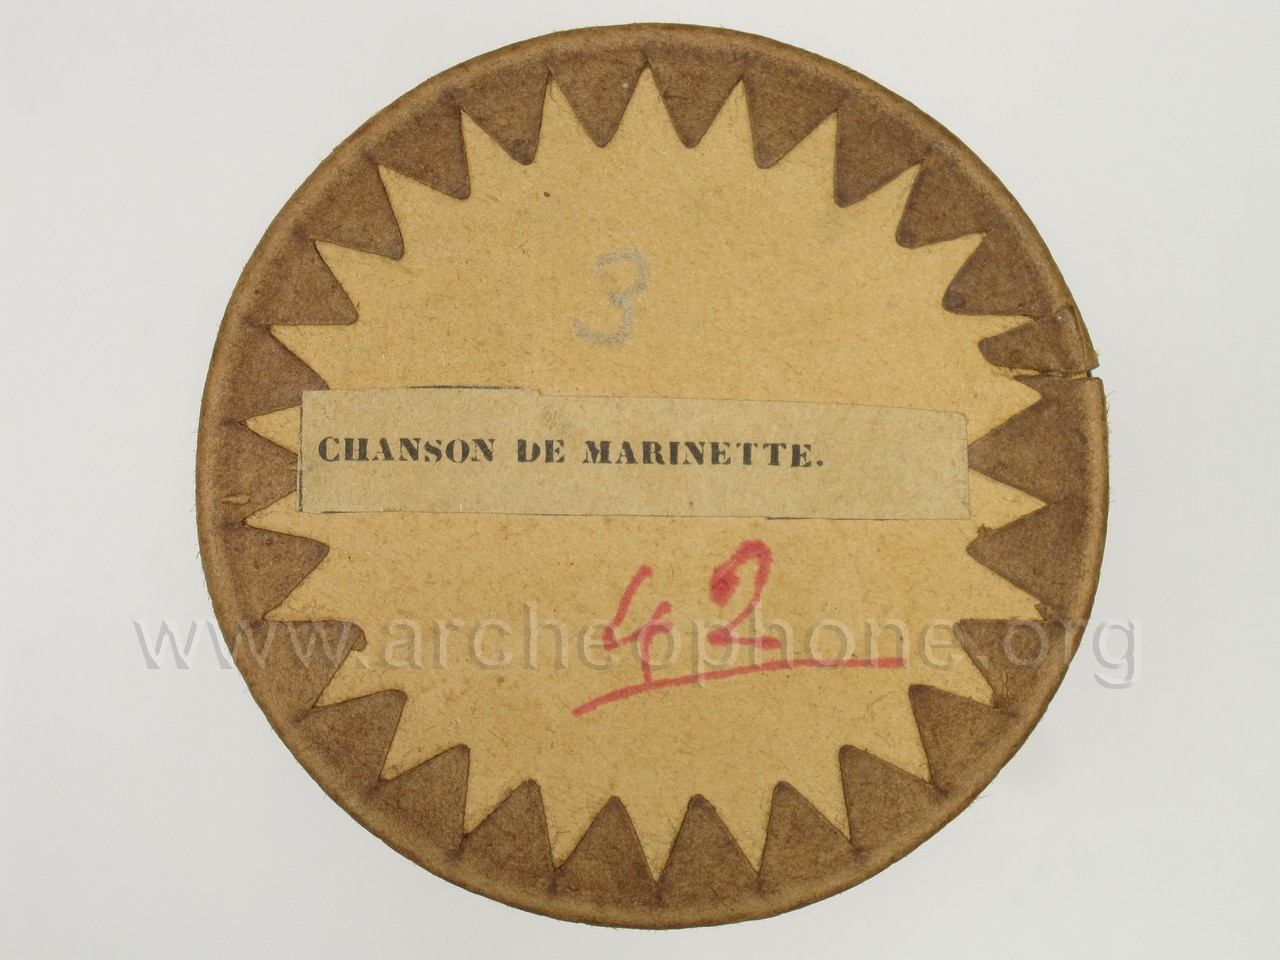 3
CHANSON DE MARINETTE.
42
www.archeophone.org